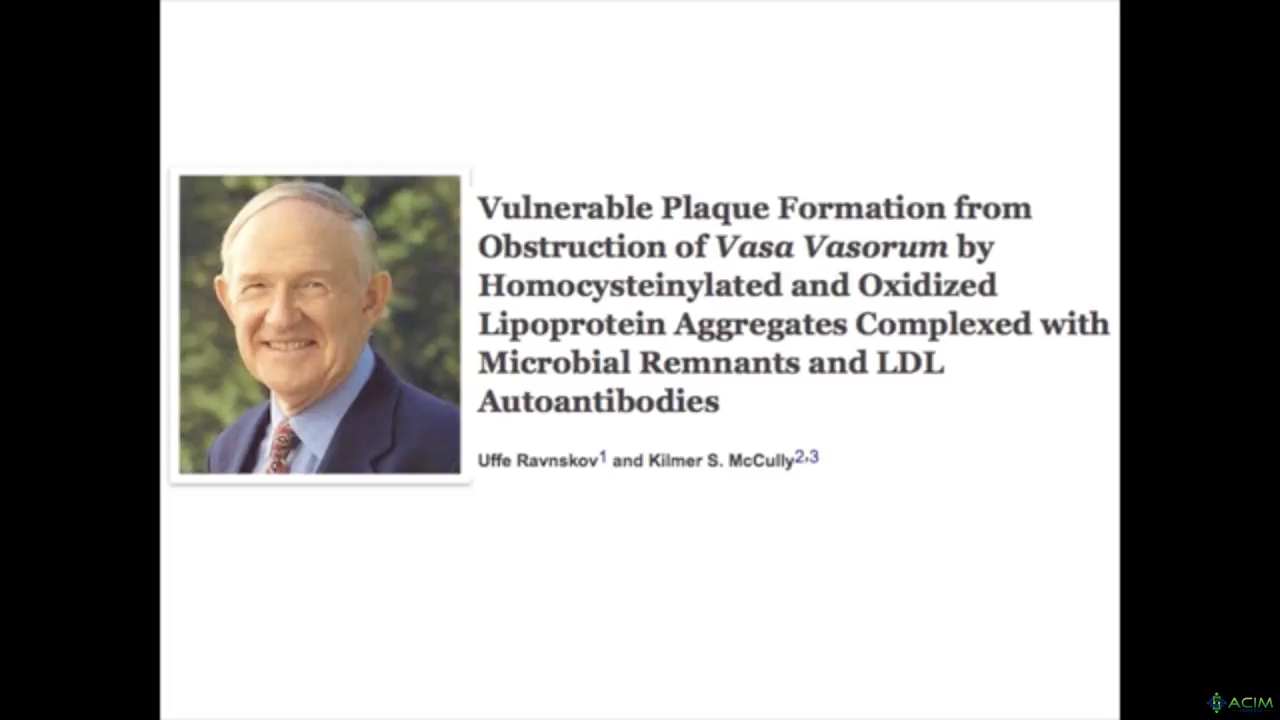 Vulnerable Plaque Formation from
Obstruction of Vasa Vasorum by
Homocysteinylated and Oxidized
Lipoprotein Aggregates Complexed with
Microbial Remnants and LDL
Autoantibodies
Uffe Ravnskov1 and Kilmer S. McCully2,3
ACIM